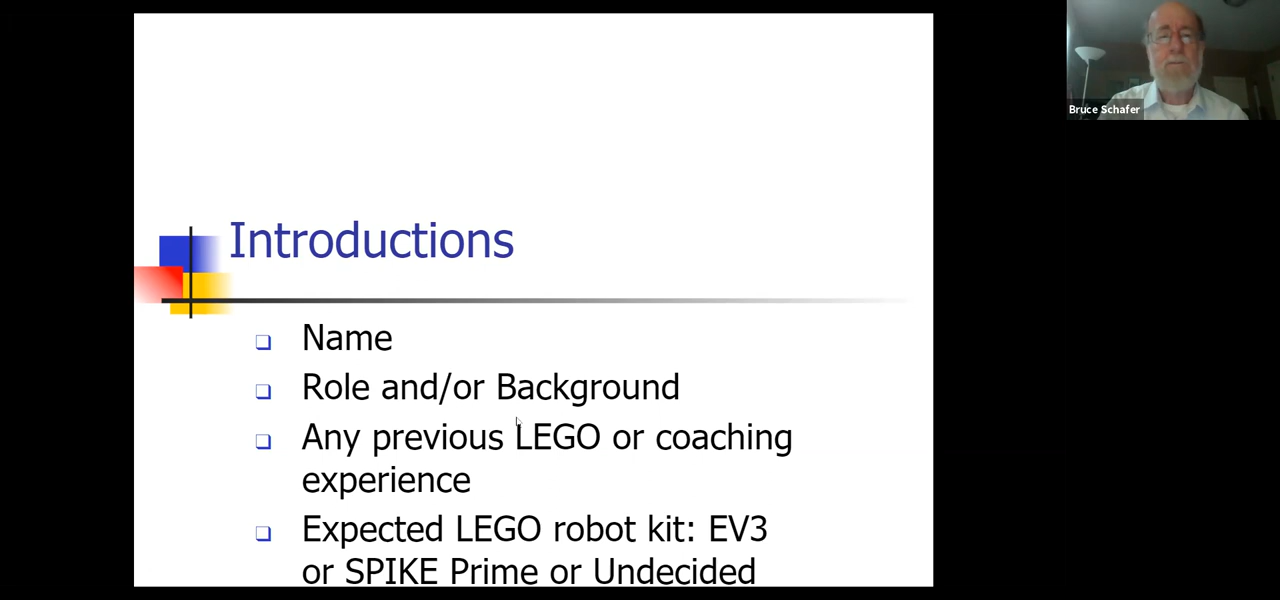 Bruce Schafer
Introductions
Name
Role and/or Background
Any previous LEGO or coaching
experience
Expected LEGO robot kit: EV3
or SPIKE Prime or Undecided